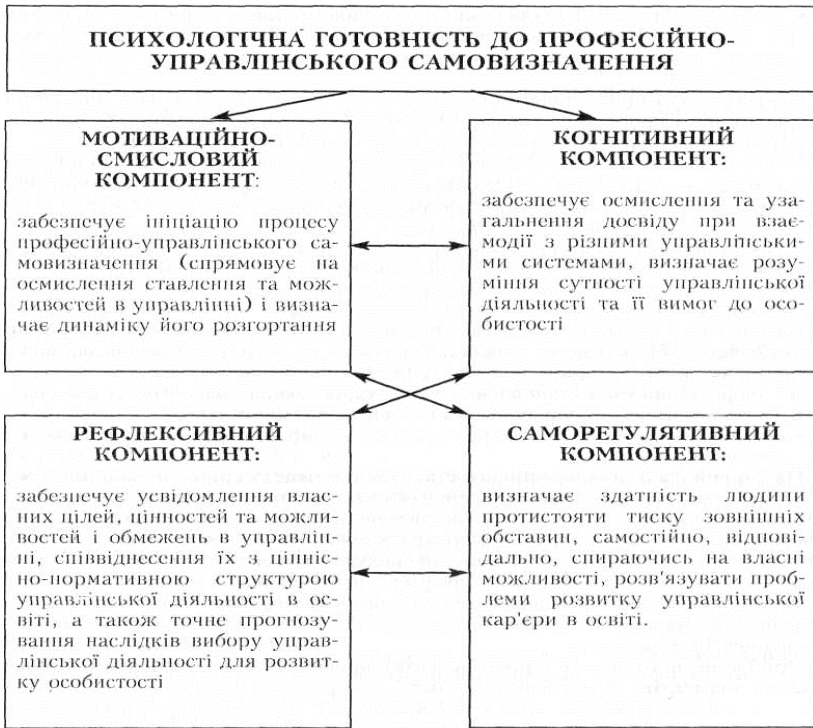 ПСИХОЛОГІЧНА ГОТОВНІСТЬ ДО ПРОФЕСІЙНО-
УПРАВЛІНСЬКОГО САМОВИЗНАЧЕННЯ
МОТИВАЦІЙНО-
СМИСЛОВИЙ
КОМПОНЕНТ:
забезпечує ініціацію процесу
професійно-управлінського са-
мовизначення (спрямовує на
осмислення ставлення та мож-
ливостей в управлінні) і визна-
чає динаміку його розгортання
КОГНІТИВНИЙ
КОМПОНЕНТ:
забезпечує осмислення та уза-
гальнення досвіду при взає-
модії з різними управлінськи-
ми системами, визначає розу-
міння сутності управлінської
діяльності та її вимог до осо-
бистості
РЕФЛЕКСИВНИЙ
КОМПОНЕНТ:
забезпечує усвідомлення влас-
них цілей, цінностей та можли-
востей і обмежень в управлін-
ні, співвіднесення їх з ціннíс-
но-нормативною структурою
управлінської діяльності в ос-
віті, а також точне прогнозу-
вання наслідків вибору управ-
лінської діяльності для розвит-
ку особистості
САМОРЕГУЛЯТИВНИЙ
КОМПОНЕНТ:
визначає здатність людини
протистояти тиску зовнішніх
обставин, самостійно, відпові-
дально, спираючись на власні
можливості, розв'язувати проб-
леми розвитку управлінської
кар'єри в освіті.